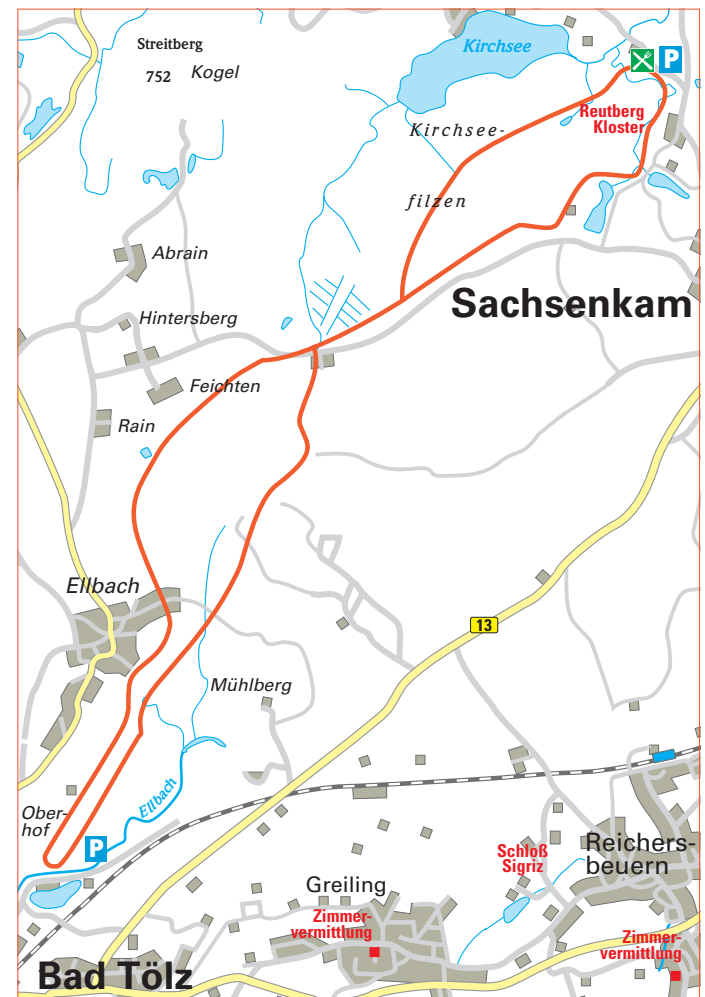 Streitberg
752 Kogel
Kirchsee
P
Reutberg
Kloster
Kirchsee-
filzen
Abrain
Sachsenkam
Hintersberg
Feichten
Rain
Ellbach
13
Mühlberg
Ellbach
Ober-
hof
P
Schloß
Sigriz
Reichers-
beuern
Greiling
Zimmer-
vermittlung
Zimmer-
vermittlung
Bad Tölz